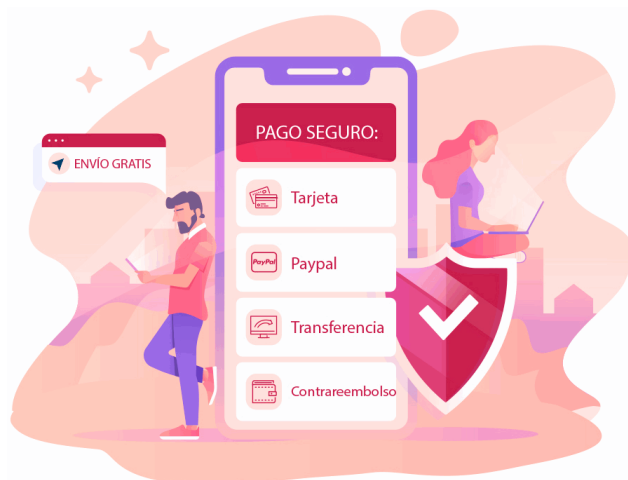 PAGO SEGURO:
ENVÍO GRATIS
Tarjeta
PayPal
Paypal
Transferencia
Contrareembolso